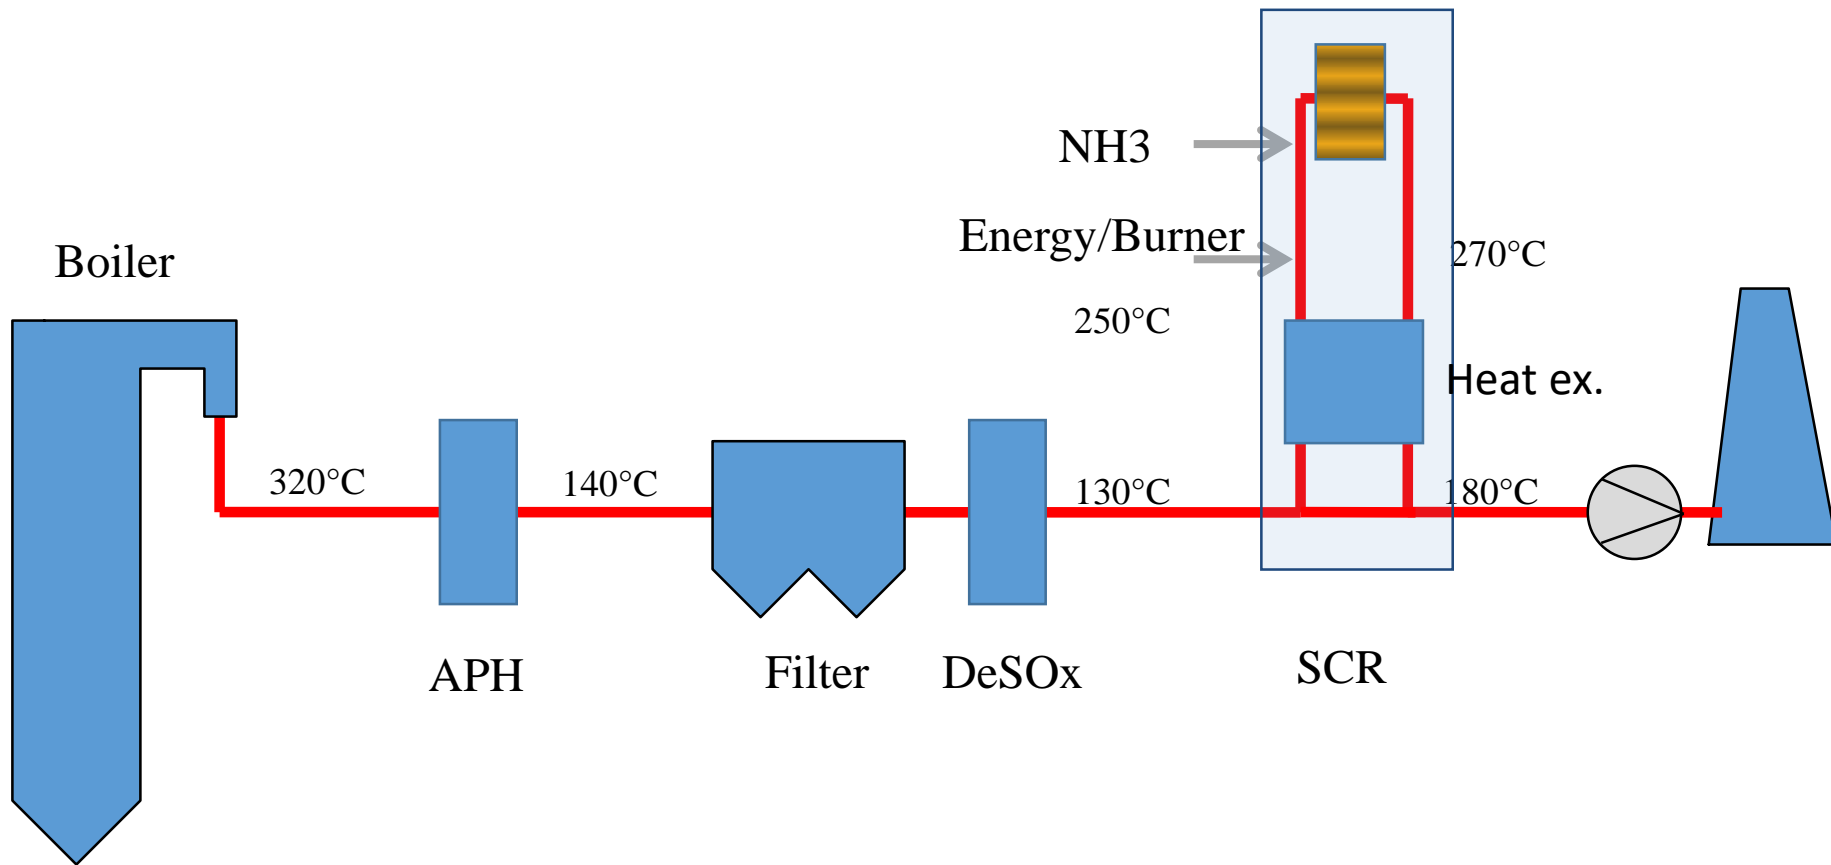 NH3
Energy/Burner
Boiler
270°C
250°C
Heat ex.
320°C
140°C
130°C
180°C
APH
Filter
DeSOx
SCR